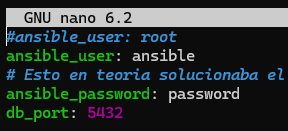 GNU nano 6.2
#ansible_user: root
ansible_user: ansible
# Esto en teoria solucionaba el
ansible_password: password
db_port: 5432